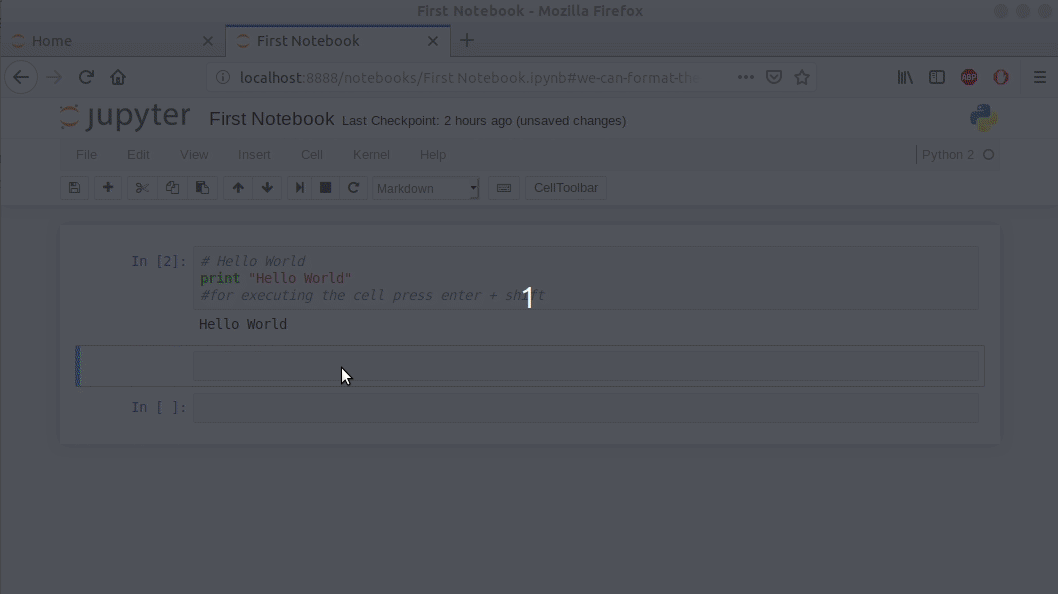 First Notebook - Mozilla Firefox
Home
First Notebook
localhost:8888/notebooks/First Notebook.ipynb#we-can-format-the
ABP
jupyter First Notebook Last Checkpoint: 2 hours ago (unsaved changes)
File Edit View Insert Cell Kernel Help Python 2
Markdown CellToolbar
In [2]: # Hello World
print "Hello World"
#for executing the cell press enter + shift
1
Hello World
In [ ]: